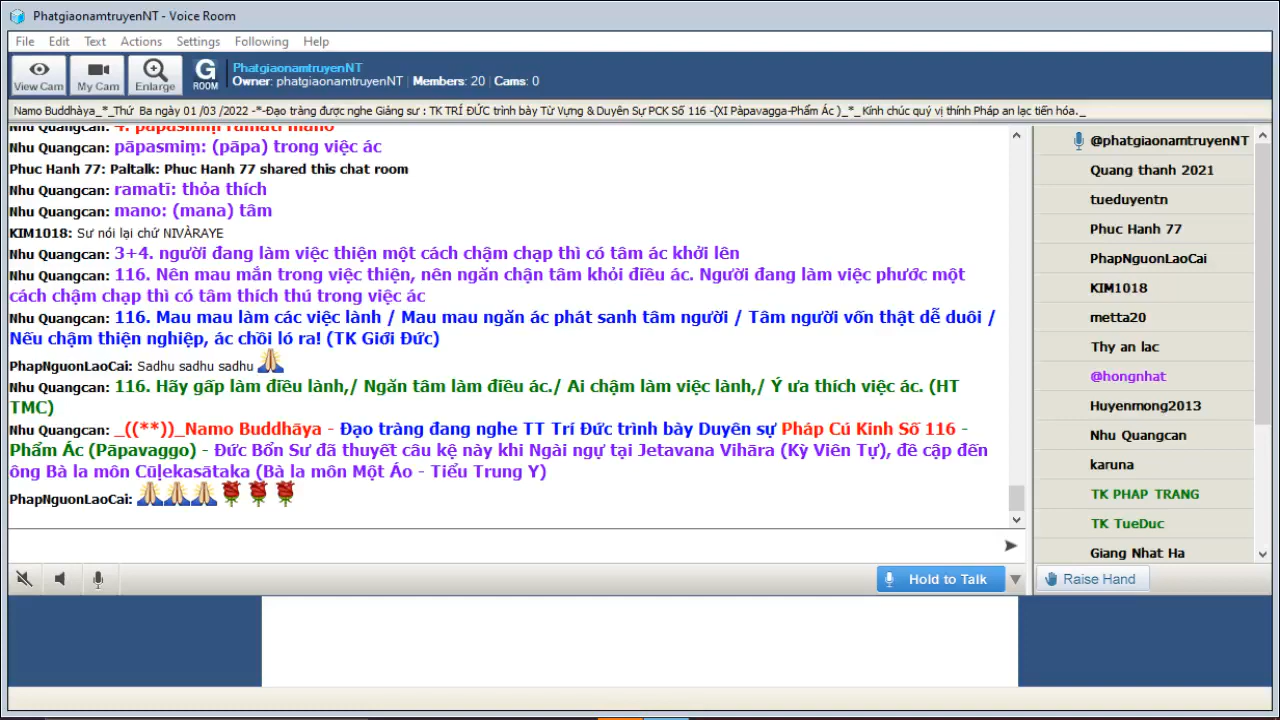 PhatgiaonamtruyenNT - Voice Room
File Edit Text Actions Settings Following Help
View Cam My Cam Enlarge G ROOM PhatgiaonamtruyenNT
Owner: phatgiaonamtruyenNT | Members: 20 | Cams: 0
Namo Buddhàya_*_Thứ Ba ngày 01 /03 /2022 -*-Đạo tràng được nghe Giảng sư : TK TRÍ ĐỨC trình bày Từ Vựng & Duyên Sự PCK Số 116 -(XI Pàpavagga-Phẩm Ác )_*_Kính chúc quý vị thính Pháp an lạc tiến hóa._
Nhu Quangcan: 4. pāpasmiṃ ramatī mano
Nhu Quangcan: pāpasmiṃ: (pāpa) trong việc ác
Phuc Hanh 77: Paltalk: Phuc Hanh 77 shared this chat room
Nhu Quangcan: ramatī: thỏa thích
Nhu Quangcan: mano: (mana) tâm
KIM1018: Sư nói lại chứ NIVÀRAYE
Nhu Quangcan: 3+4. người đang làm việc thiện một cách chậm chạp thì có tâm ác khởi lên
Nhu Quangcan: 116. Nên mau mắn trong việc thiện, nên ngăn chận tâm khỏi điều ác. Người đang làm việc phước một
cách chậm chạp thì có tâm thích thú trong việc ác
Nhu Quangcan: 116. Mau mau làm các việc lành / Mau mau ngăn ác phát sanh tâm người / Tâm người vốn thật dễ duôi /
Nếu chậm thiện nghiệp, ác chồi ló ra! (TK Giới Đức)
PhapNguonLaoCai: Sadhu sadhu sadhu
Nhu Quangcan: 116. Hãy gấp làm điều lành,/ Ngăn tâm làm điều ác./ Ai chậm làm việc lành,/ Ý ưa thích việc ác. (HT
TMC)
Nhu Quangcan: _((**))_Namo Buddhāya - Đạo tràng đang nghe TT Trí Đức trình bày Duyên sự Pháp Cú Kinh Số 116 -
Phẩm Ác (Pāpavaggo) - Đức Bổn Sư đã thuyết câu kệ này khi Ngài ngự tại Jetavana Vihāra (Kỳ Viên Tự), đề cập đến
ông Bà la môn Cūḷekasātaka (Bà la môn Một Áo - Tiểu Trung Y)
PhapNguonLaoCai:
@phatgiaonamtruyenNT
Quang thanh 2021
tueduyentn
Phuc Hanh 77
PhapNguonLaoCai
KIM1018
metta20
Thy an lac
@hongnhat
Huyenmong2013
Nhu Quangcan
karuna
TK PHAP TRANG
TK TueDuc
Giang Nhat Ha
Hold to Talk
Raise Hand